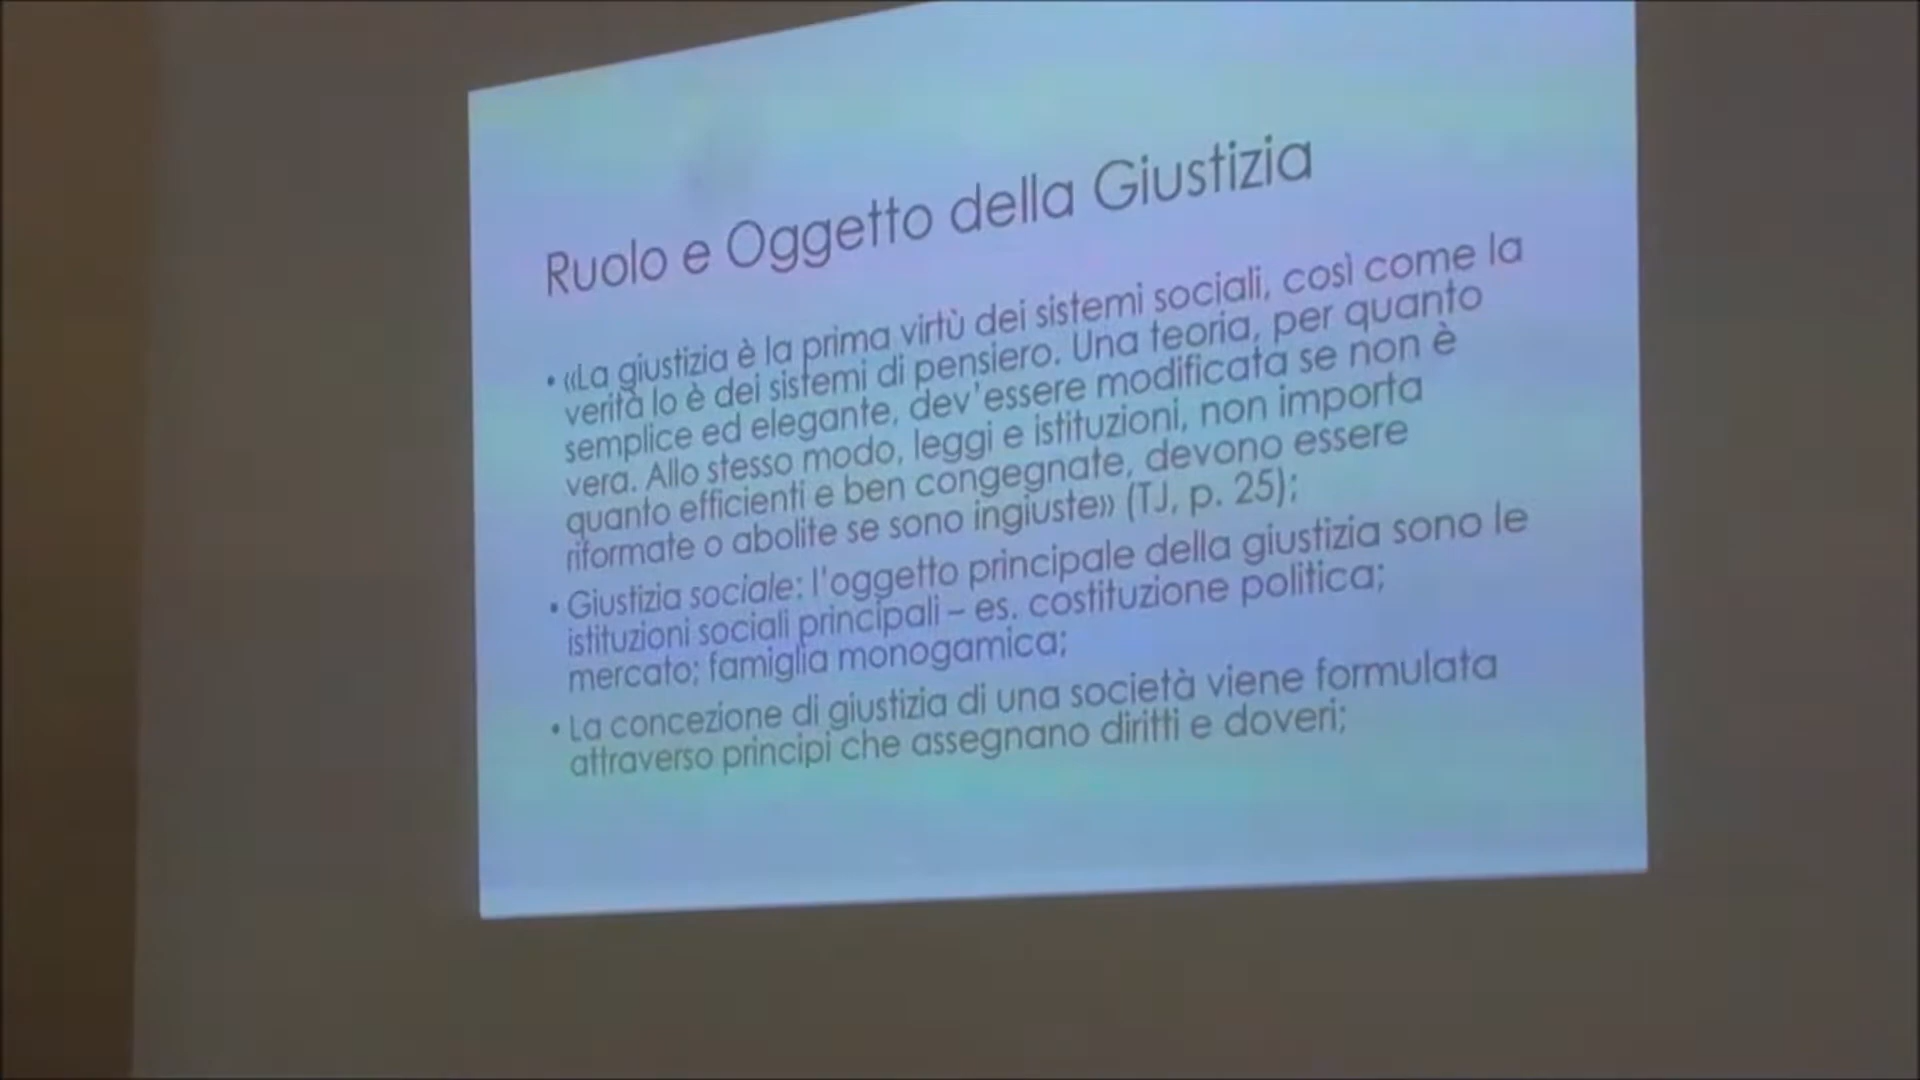 Ruolo e Oggetto della Giustizia
• «La giustizia è la prima virtù dei sistemi sociali, così come la
verità lo è dei sistemi di pensiero. Una teoria, per quanto
semplice ed elegante, dev'essere modificata se non è
vera. Allo stesso modo, leggi e istituzioni, non importa
quanto efficienti e ben congegnate, devono essere
riformate o abolite se sono ingiuste» (TJ, p. 25);
• Giustizia sociale: l'oggetto principale della giustizia sono le
istituzioni sociali principali – es. costituzione politica;
mercato; famiglia monogamica;
• La concezione di giustizia di una società viene formulata
attraverso principi che assegnano diritti e doveri;